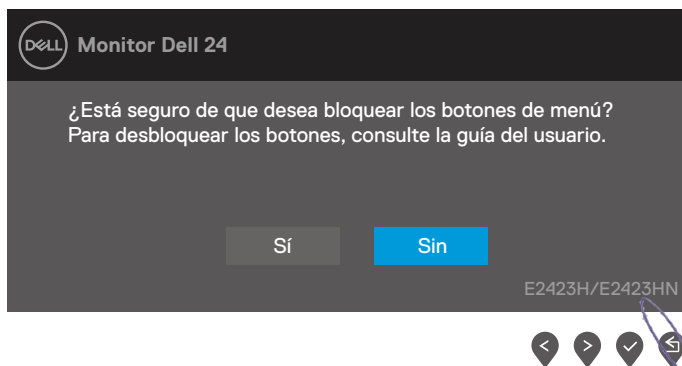 DELL Monitor Dell 24
¿Está seguro de que desea bloquear los botones de menú?
Para desbloquear los botones, consulte la guía del usuario.
Sí Sin
E2423H/E2423HN